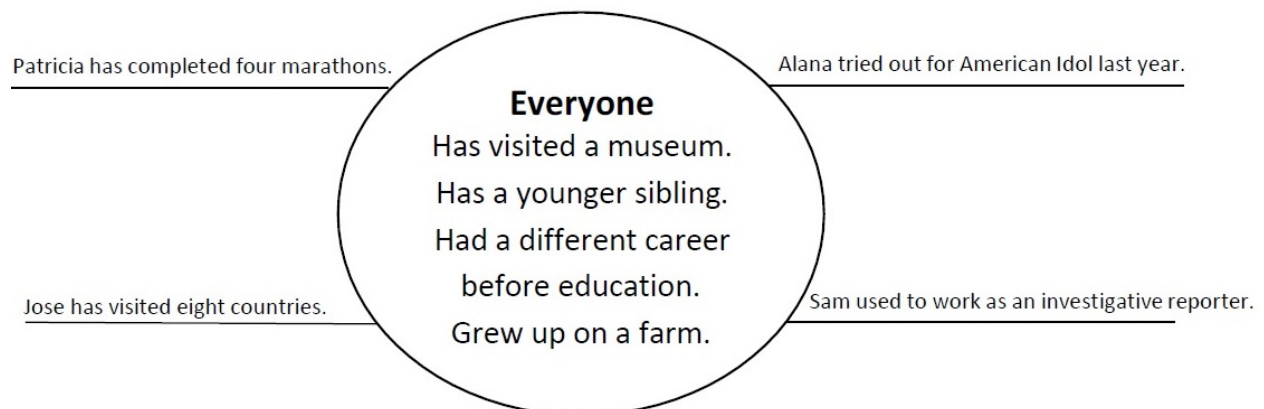 Patricia has completed four marathons.
Alana tried out for American Idol last year.
Everyone
Has visited a museum.
Has a younger sibling.
Had a different career
before education.
Grew up on a farm.
Jose has visited eight countries.
Sam used to work as an investigative reporter.